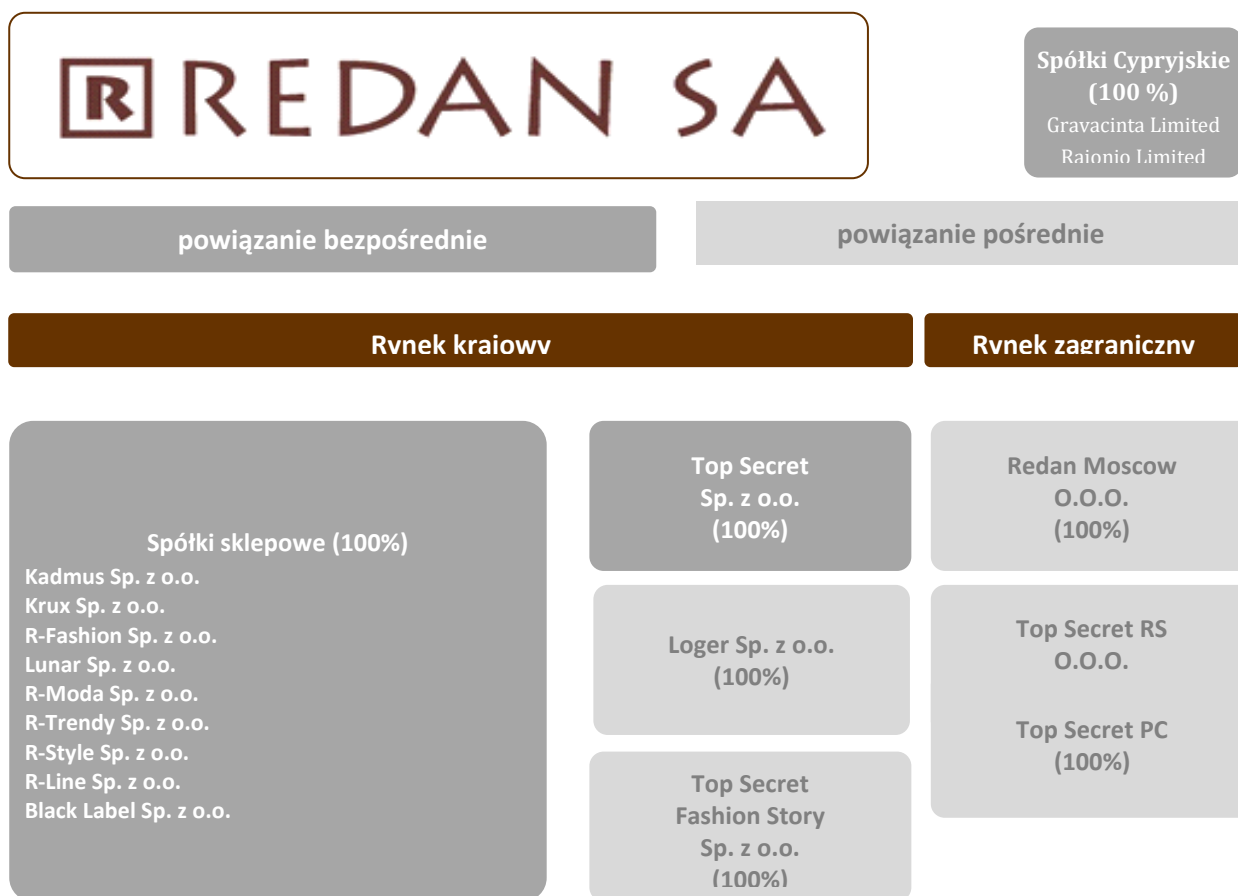 R REDAN SA
Spółki Cypryjskie
(100 %)
Gravacinta Limited
Rajonio Limited
powiązanie bezpośrednie
powiązanie pośrednie
Rynek krajowy
Rynek zagraniczny
Spółki sklepowe (100%)
Kadmus Sp. z o.o.
Krux Sp. z o.o.
R-Fashion Sp. z o.o.
Lunar Sp. z o.o.
R-Moda Sp. z o.o.
R-Trendy Sp. z o.o.
R-Style Sp. z o.o.
R-Line Sp. z o.o.
Black Label Sp. z o.o.
Top Secret
Sp. z o.o.
(100%)
Loger Sp. z o.o.
(100%)
Top Secret
Fashion Story
Sp. z o.o.
(100%)
Redan Moscow
O.O.O.
(100%)
Top Secret RS
O.O.O.
Top Secret PC
(100%)